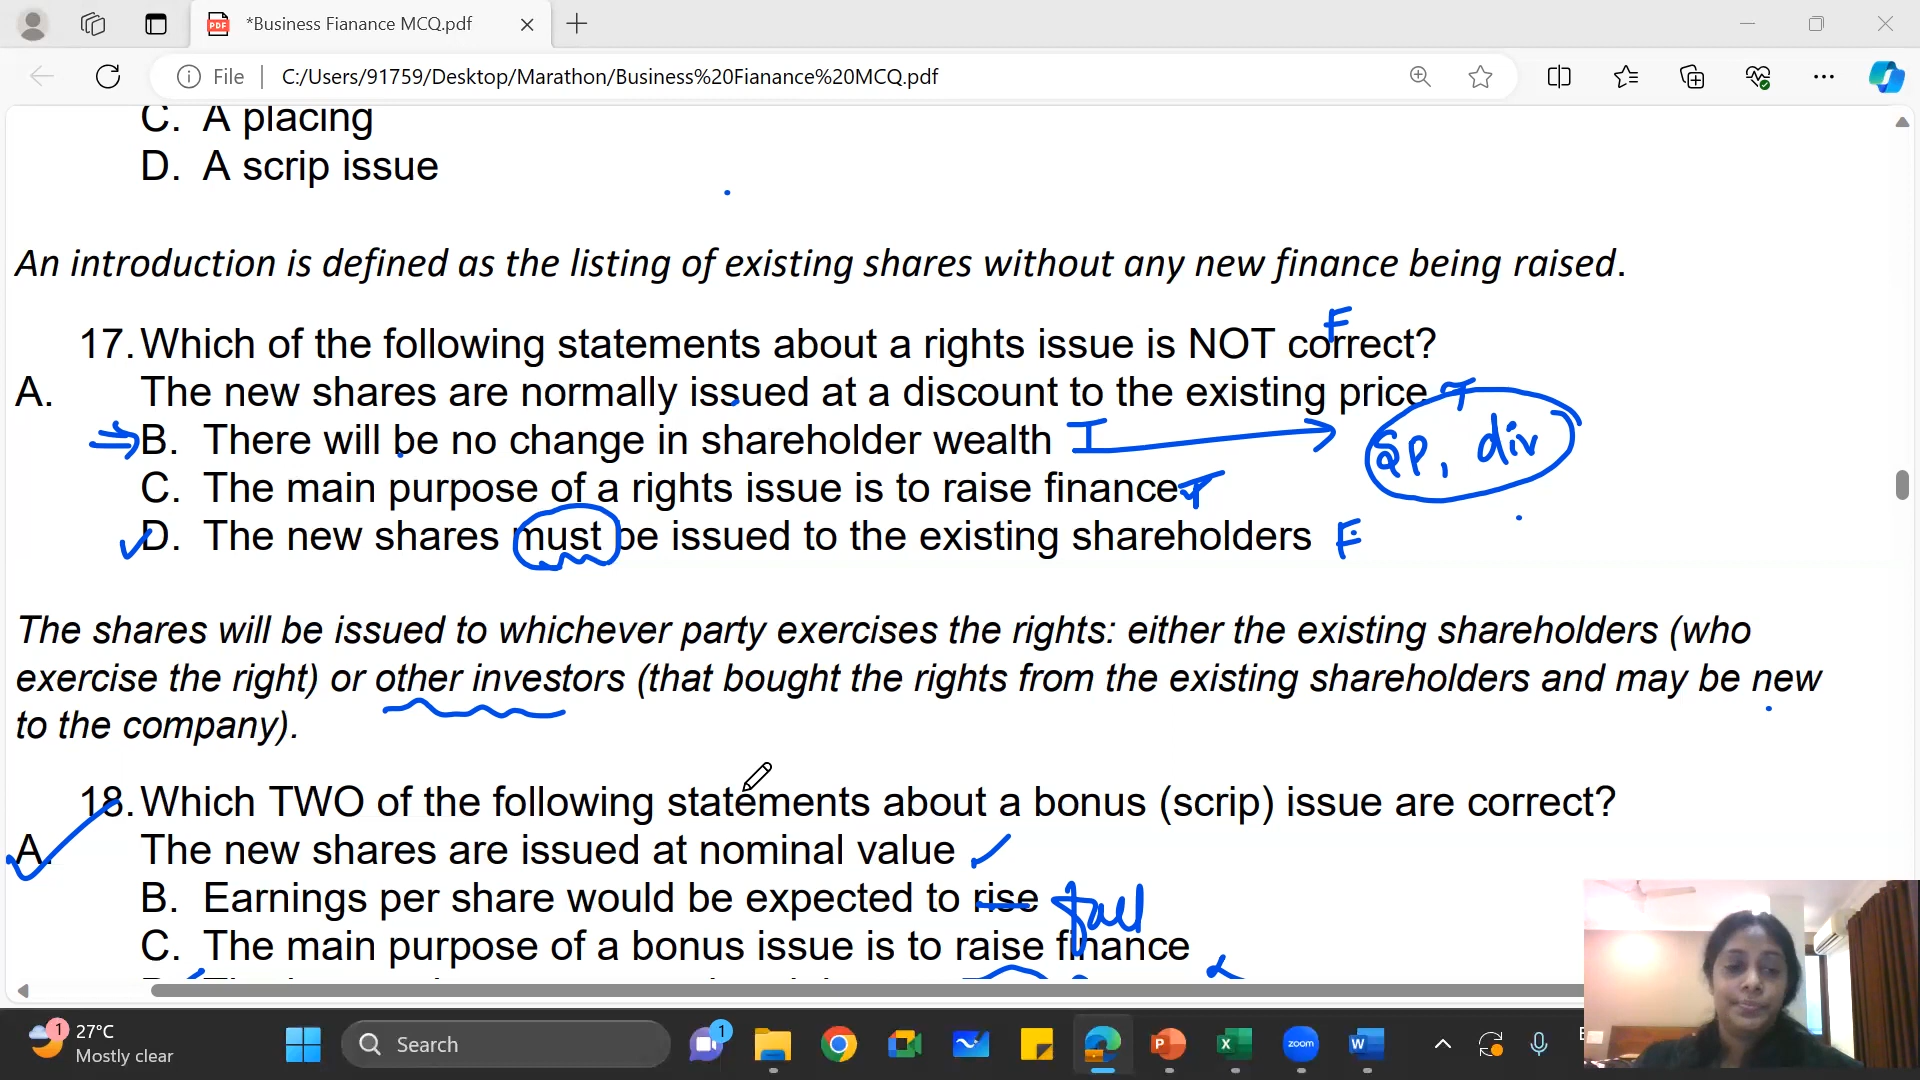 *Business Fianance MCQ.pdf
File C:/Users/91759/Desktop/Marathon/Business%20Fianance%20MCQ.pdf
C. A placing
D. A scrip issue
An introduction is defined as the listing of existing shares without any new finance being raised.
F
17. Which of the following statements about a rights issue is NOT correct?
A. The new shares are normally issued at a discount to the existing price T
B. There will be no change in shareholder wealth I SP, div
C. The main purpose of a rights issue is to raise finance T
D. The new shares must be issued to the existing shareholders F
The shares will be issued to whichever party exercises the rights: either the existing shareholders (who
exercise the right) or other investors (that bought the rights from the existing shareholders and may be new
to the company).
18. Which TWO of the following statements about a bonus (scrip) issue are correct?
A. The new shares are issued at nominal value
B. Earnings per share would be expected to rise fall
C. The main purpose of a bonus issue is to raise finance
1 27°C
Mostly clear
Search
1
zoom